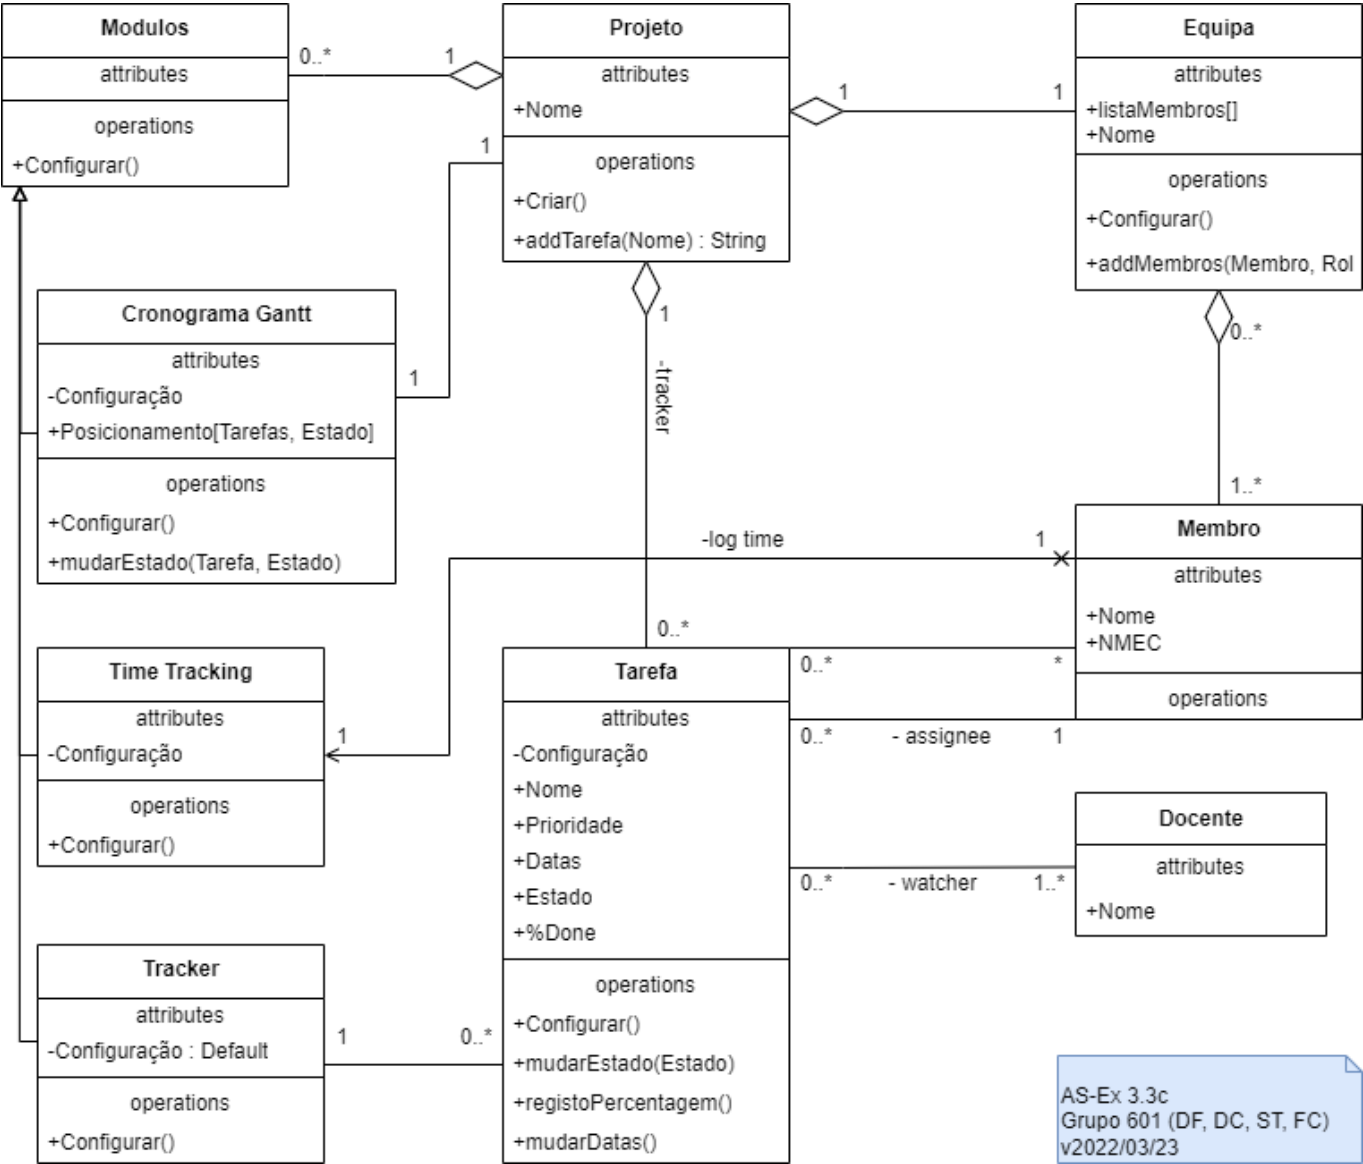 Modulos
attributes
operations
+Configurar()
0..*
1
Projeto
attributes
+Nome
operations
+Criar()
+addTarefa(Nome) : String
1
1
Equipa
attributes
+listaMembros[]
+Nome
operations
+Configurar()
+addMembros(Membro, Rol
1
1
Cronograma Gantt
attributes
-Configuração
+Posicionamento[Tarefas, Estado]
operations
+Configurar()
+mudarEstado(Tarefa, Estado)
1
-tracker
0..*
0..*
1..*
-log time
1
1
Membro
attributes
+Nome
+NMEC
operations
Time Tracking
attributes
-Configuração
operations
+Configurar()
Tarefa
attributes
-Configuração
+Nome
+Prioridade
+Datas
+Estado
+%Done
operations
+Configurar()
+mudarEstado(Estado)
+registoPercentagem()
+mudarDatas()
0..*
*
0..*
- assignee
1
0..*
- watcher
1..*
Docente
attributes
+Nome
Tracker
attributes
-Configuração : Default
operations
+Configurar()
1
0..*
AS-Ex 3.3c
Grupo 601 (DF, DC, ST, FC)
v2022/03/23